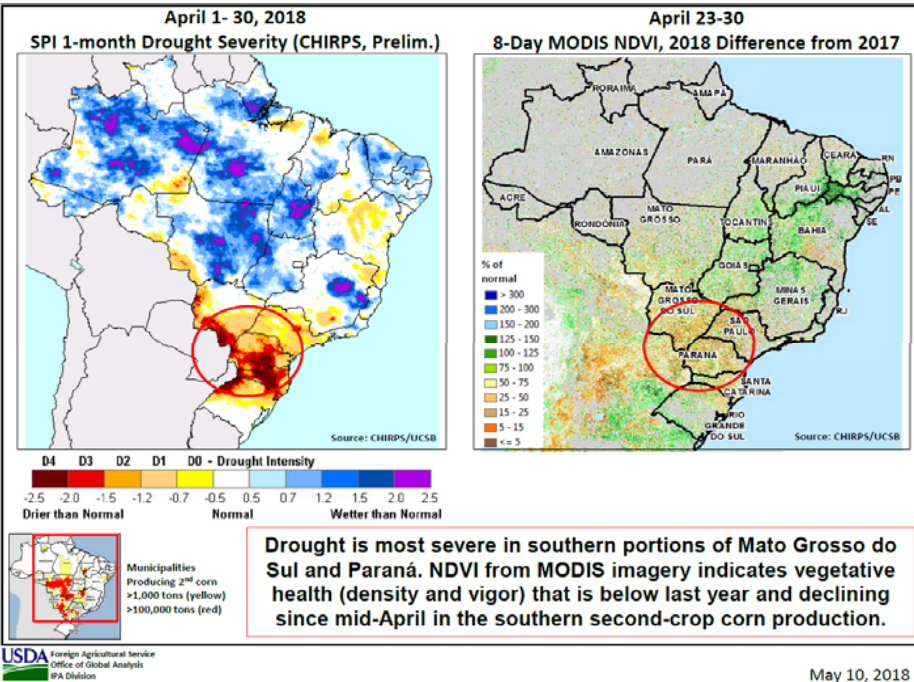 April 1- 30, 2018
SPI 1-month Drought Severity (CHIRPS, Prelim.)
Source: CHIRPS/UCSB
D4 D3 D2 D1 D0 - Drought Intensity
-2.5 -2.0 -1.5 -1.2 -0.7 -0.5 0.5 0.7 1.2 1.5 2.0 2.5
Drier than Normal Normal Wetter than Normal
April 23-30
8-Day MODIS NDVI, 2018 Difference from 2017
RORAIMA
AMAPÁ
AMAZONAS
PARÁ
MARANHÃO
CEARÁ
RN
PB
PE
AL
SE
PIAUÍ
ACRE
RONDÔNIA
MATO
GROSSO
TOCANTINS
BAHIA
GOIÁS
MINAS
GERAIS
MATO
GROSSO
DO SUL
SÃO
PAULO
RJ
PARANÁ
SANTA
CATARINA
RIO
GRANDE
DO SUL
% of
normal
> 300
200 - 300
150 - 200
125 - 150
100 - 125
75 - 100
50 - 75
25 - 50
15 - 25
5 - 15
<= 5
Source: CHIRPS/UCSB
Municipalities
Producing 2nd corn
>1,000 tons (yellow)
>100,000 tons (red)
Drought is most severe in southern portions of Mato Grosso do
Sul and Paraná. NDVI from MODIS imagery indicates vegetative
health (density and vigor) that is below last year and declining
since mid-April in the southern second-crop corn production.
USDA
Foreign Agricultural Service
Office of Global Analysis
IPA Division
May 10, 2018